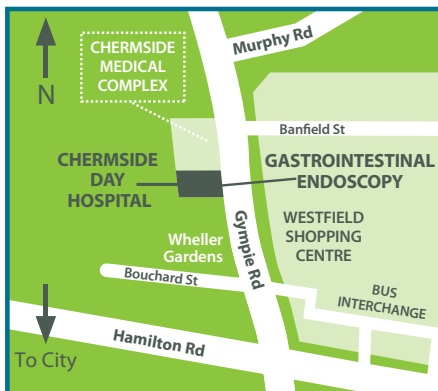 CHERMSIDE
MEDICAL
COMPLEX
Murphy Rd
N
Banfield St
CHERMSIDE
DAY
HOSPITAL
GASTROINTESTINAL
ENDOSCOPY
Gympie Rd
WESTFIELD
SHOPPING
CENTRE
Wheller
Gardens
Bouchard St
BUS
INTERCHANGE
Hamilton Rd
To City